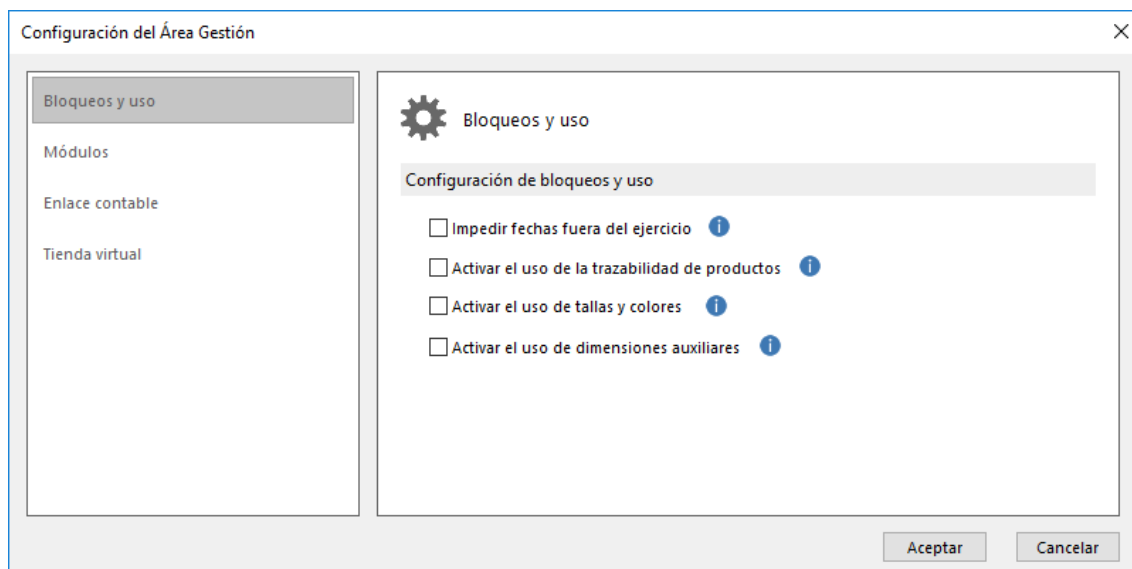 Configuración del Área Gestión
Bloqueos y uso
Módulos
Enlace contable
Tienda virtual
Bloqueos y uso
Configuración de bloqueos y uso
Impedir fechas fuera del ejercicio
Activar el uso de la trazabilidad de productos
Activar el uso de tallas y colores
Activar el uso de dimensiones auxiliares
Aceptar
Cancelar